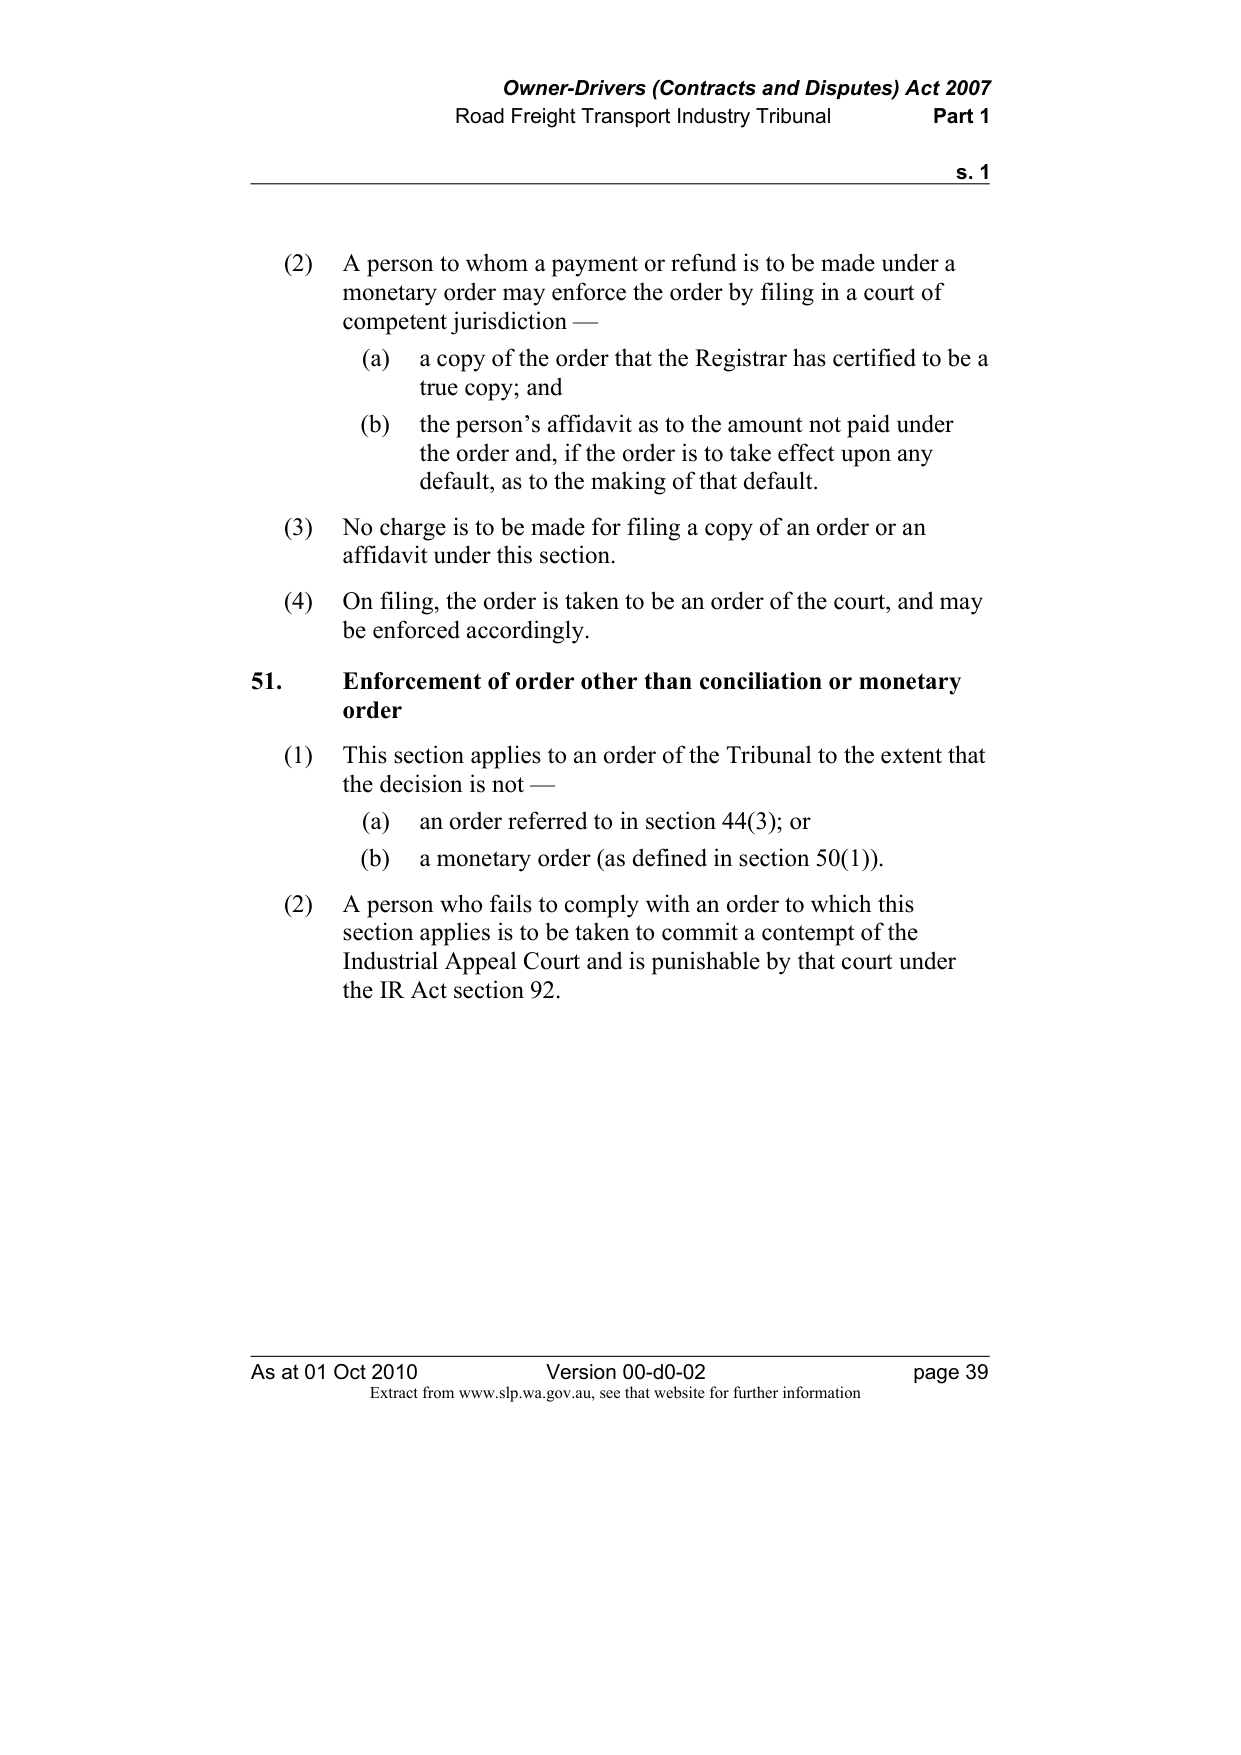 Owner-Drivers (Contracts and Disputes) Act 2007
Road Freight Transport Industry Tribunal Part 1
s. 1
(2) A person to whom a payment or refund is to be made under a
monetary order may enforce the order by filing in a court of
competent jurisdiction —
(a) a copy of the order that the Registrar has certified to be a
true copy; and
(b) the person’s affidavit as to the amount not paid under
the order and, if the order is to take effect upon any
default, as to the making of that default.
(3) No charge is to be made for filing a copy of an order or an
affidavit under this section.
(4) On filing, the order is taken to be an order of the court, and may
be enforced accordingly.
51. Enforcement of order other than conciliation or monetary
order
(1) This section applies to an order of the Tribunal to the extent that
the decision is not —
(a) an order referred to in section 44(3); or
(b) a monetary order (as defined in section 50(1)).
(2) A person who fails to comply with an order to which this
section applies is to be taken to commit a contempt of the
Industrial Appeal Court and is punishable by that court under
the IR Act section 92.
As at 01 Oct 2010 Version 00-d0-02 page 39
Extract from www.slp.wa.gov.au, see that website for further information